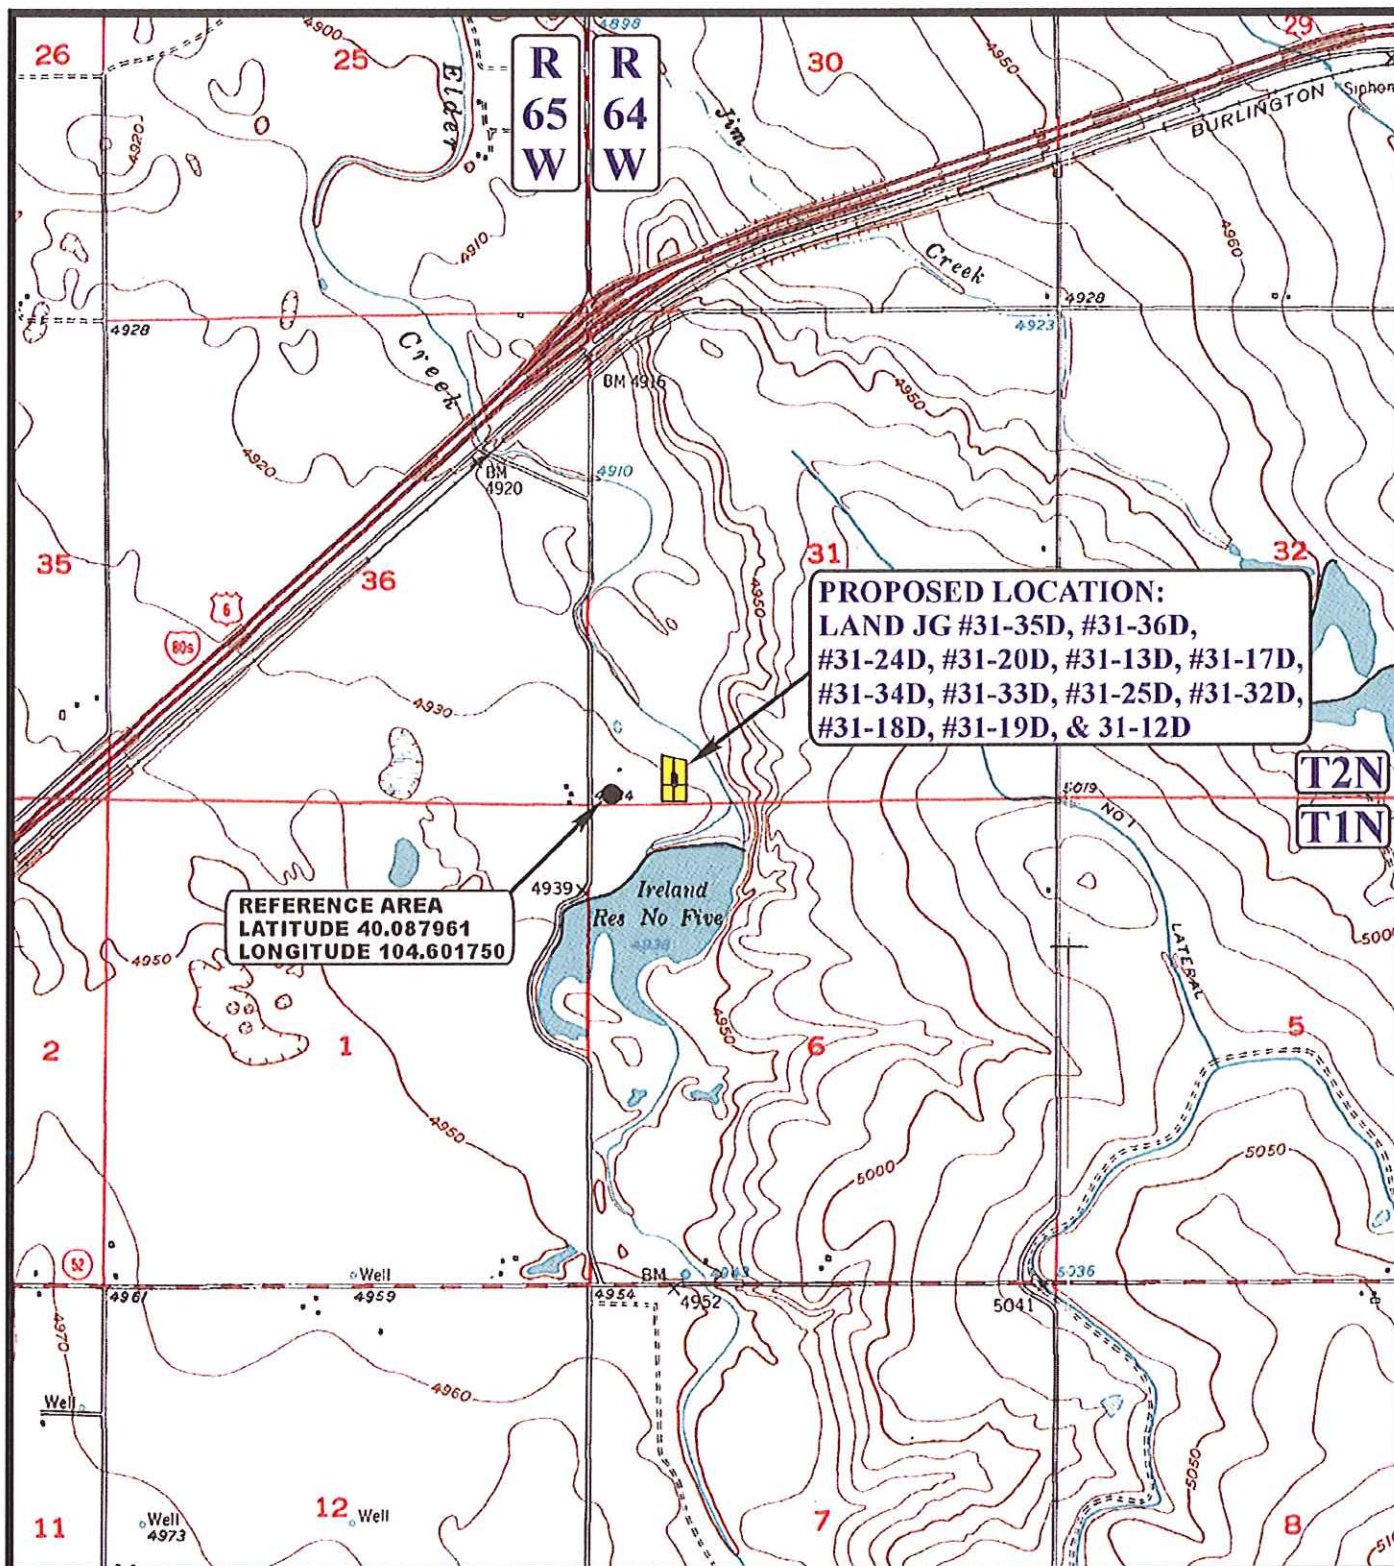 4898
29
26
4900
25
R
65
W
R
64
W
30
4950
Siphon
BURLINGTON
Elder
Jim
4920
4910
4960
Creek
4928
4928
4923
Creek
BM 4916
4950
4920
BM
4920
4910
35
36
31
32
4950
6
80s
PROPOSED LOCATION:
LAND JG #31-35D, #31-36D,
#31-24D, #31-20D, #31-13D, #31-17D,
#31-34D, #31-33D, #31-25D, #31-32D,
#31-18D, #31-19D, & 31-12D
4930
T2N
T1N
5019
NO 1
LATERAL
4939
Ireland
Res No Five
4938
REFERENCE AREA
LATITUDE 40.087961
LONGITUDE 104.601750
4950
5000
2
1
4950
6
5
4950
5000
5050
52
Well
BM
4943
5036
4961
4959
4954
4952
5041
4970
4960
Well
5050
11
Well
4973
12
Well
7
8